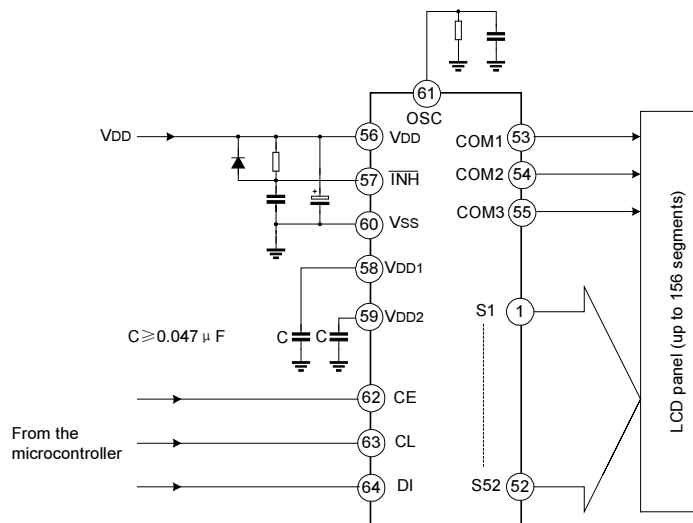 61
OSC
VDD
56
VDD
57
INH
+
60
VSS
58
VDD1
59
VDD2
C≥0.047 μ F
C
C
62
CE
From the
microcontroller
63
CL
64
DI
COM1
53
COM2
54
COM3
55
S1
1
S52
52
LCD panel (up to 156 segments)